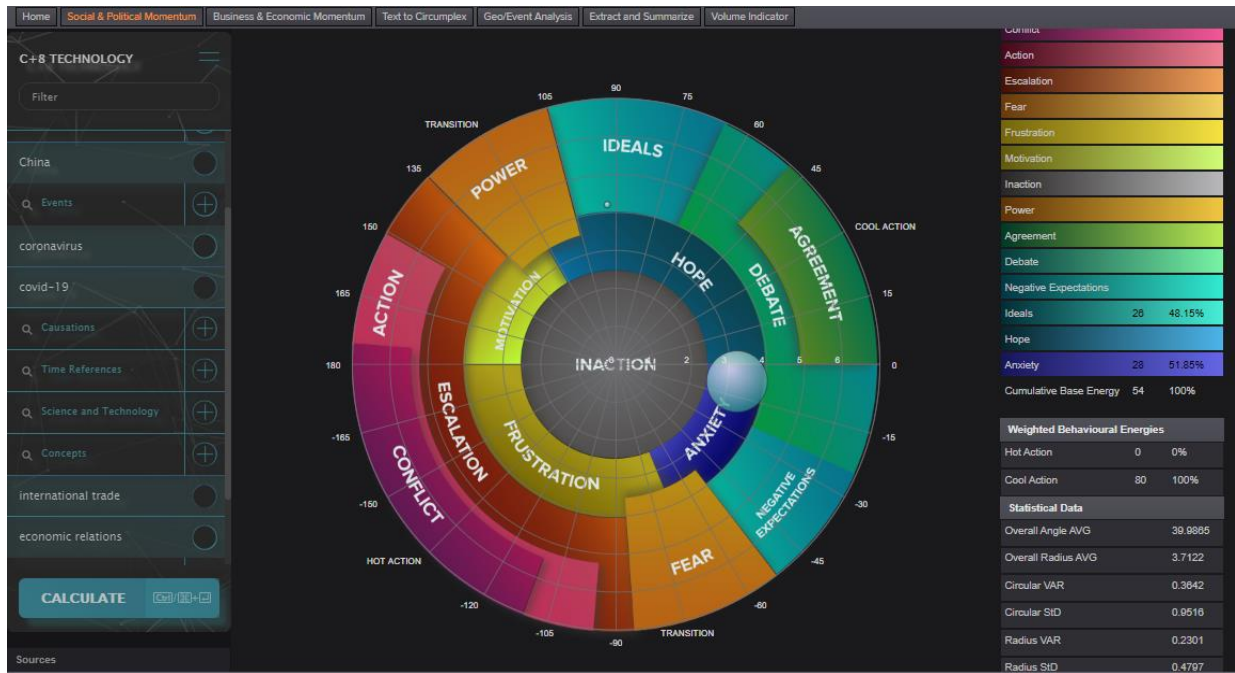 Home Social & Political Momentum Business & Economic Momentum Text to Circumplex Geo/Event Analysis Extract and Summarize Volume Indicator
C+8 TECHNOLOGY
Filter
China
Events
coronavirus
covid-19
Causations
Time References
Science and Technology
Concepts
international trade
economic relations
CALCULATE
Sources
90
105
75
TRANSITION
60
135
45
150
COOL ACTION
165
15
180
0
-165
-15
-150
-30
HOT ACTION
-45
-120
-60
-105
TRANSITION
-90
IDEALS
POWER
AGREEMENT
HOPE
DEBATE
ACTION
MOTIVATION
INACTION
2 3 4 5 6
ESCALATION
FRUSTRATION
ANXIETY
CONFLICT
NEGATIVE
EXPECTATIONS
FEAR
Conflict
Action
Escalation
Fear
Frustration
Motivation
Inaction
Power
Agreement
Debate
Negative Expectations
Ideals 26 48.15%
Hope
Anxiety 28 51.85%
Cumulative Base Energy 54 100%
Weighted Behavioural Energies
Hot Action 0 0%
Cool Action 80 100%
Statistical Data
Overall Angle AVG 39.9865
Overall Radius AVG 3.7122
Circular VAR 0.3642
Circular StD 0.9516
Radius VAR 0.2301
Radius StD 0.4797